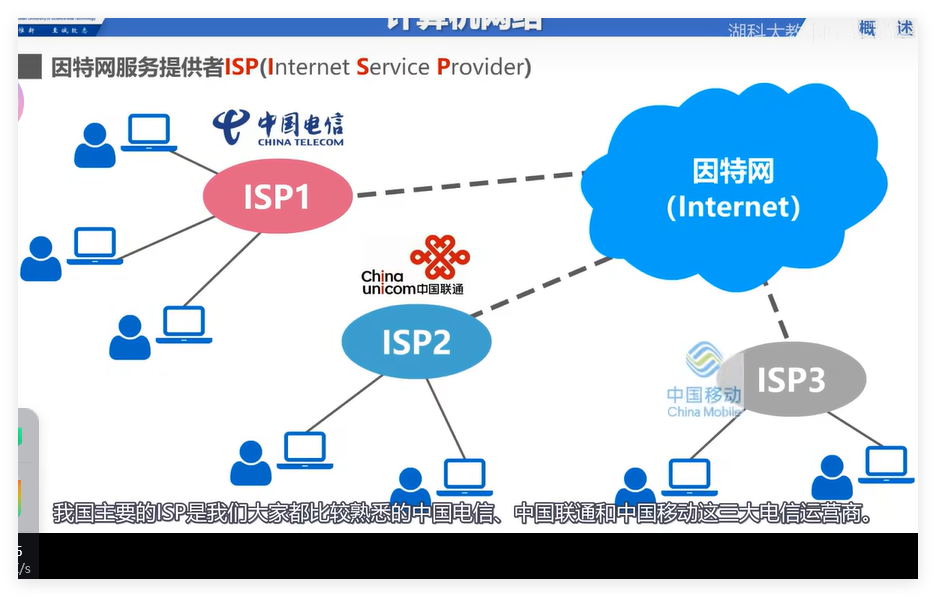 计算机网络
湖科大教
概 述
因特网服务提供者ISP(Internet Service Provider)
中国电信
CHINA TELECOM
ISP1
因特网
(Internet)
China
unicom中国联通
ISP2
ISP3
中国移动
China Mobile
我国主要的ISP是我们大家都比较熟悉的中国电信、中国联通和中国移动这三大电信运营商。
/s